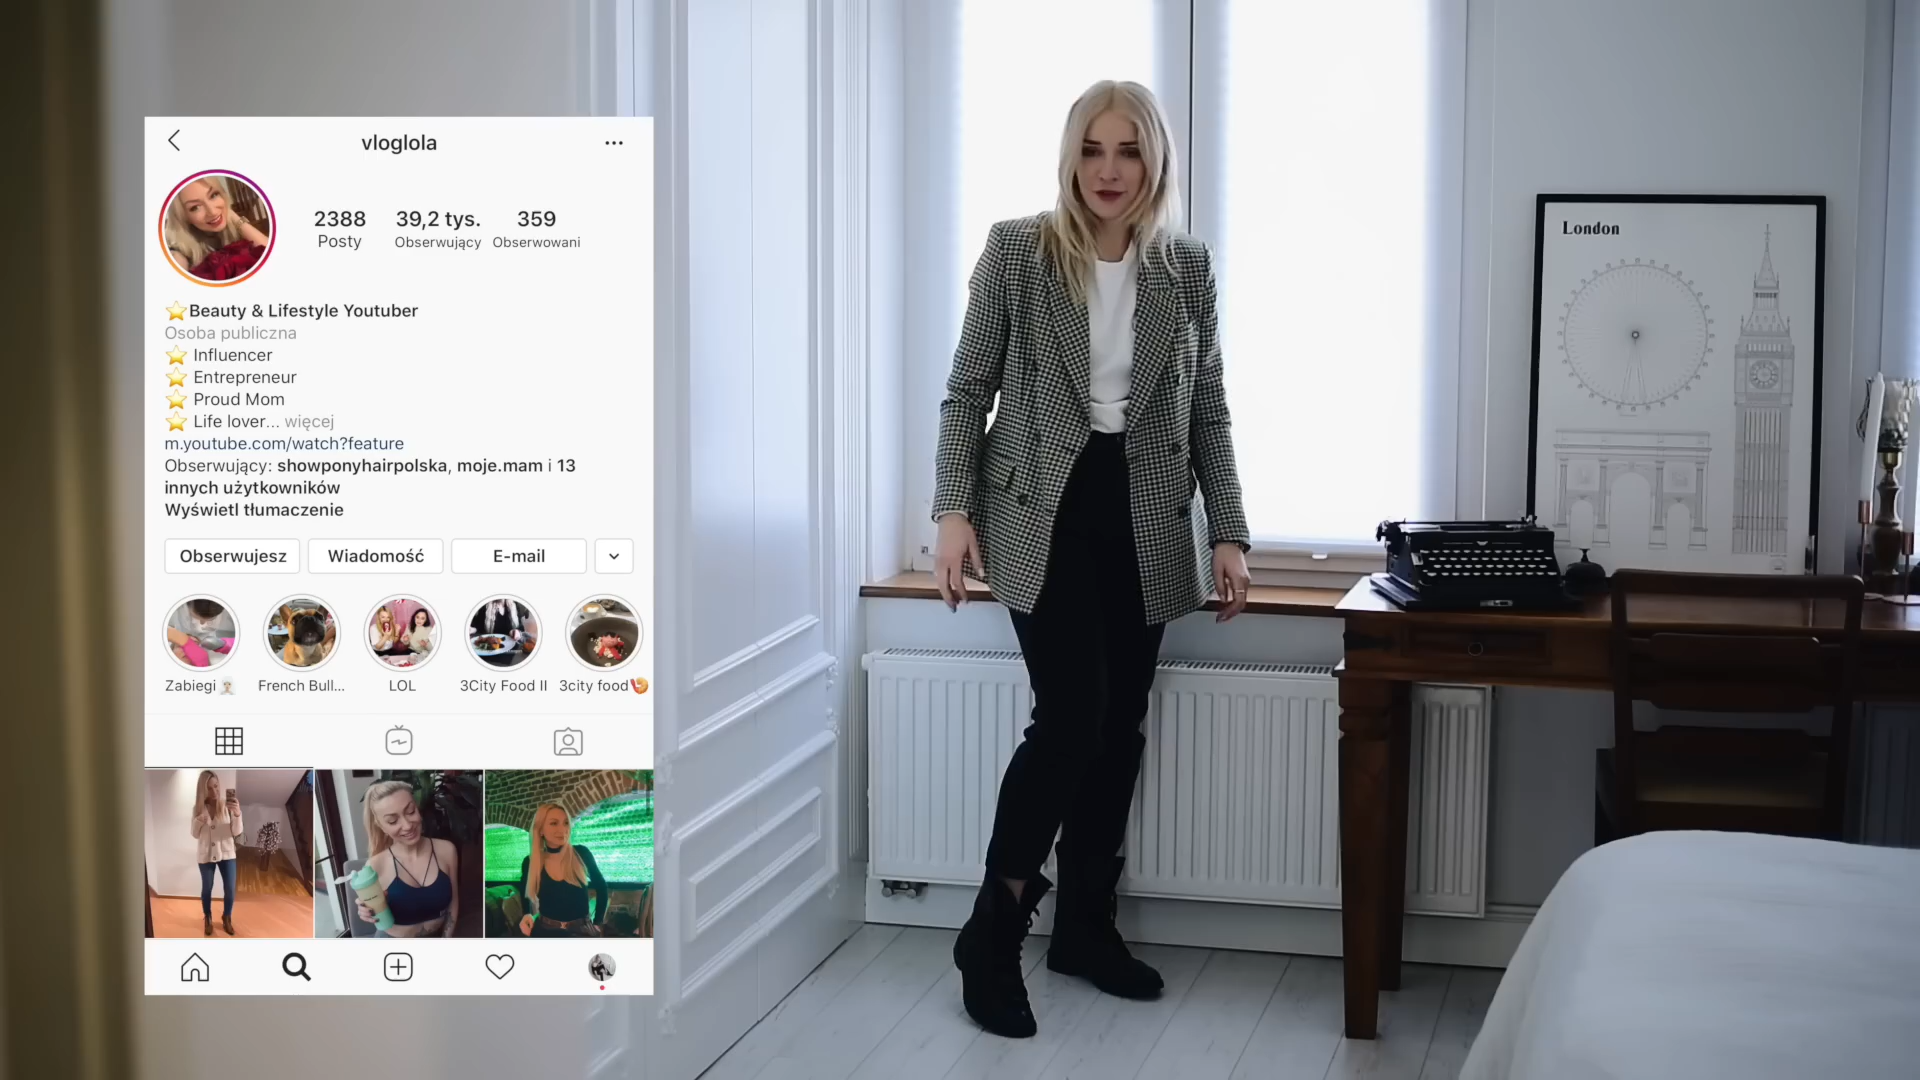 vloglola
2388 39,2 tys. 359
Posty Obserwujący Obserwowani
⭐Beauty & Lifestyle Youtuber
Osoba publiczna
⭐ Influencer
⭐ Entrepreneur
⭐ Proud Mom
⭐ Life lover... więcej
m.youtube.com/watch?feature
Obserwujący: showponyhairpolska, moje.mam i 13
innych użytkowników
Wyświetl tłumaczenie
Obserwujesz Wiadomość E-mail
Zabiegi French Bull... LOL 3City Food II 3city food
London